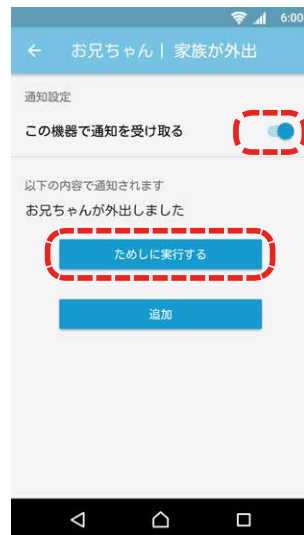 6:00
お兄ちゃん｜ 家族が外出
通知設定
この機器で通知を受け取る
以下の内容で通知されます
お兄ちゃんが外出しました
ためしに実行する
追加